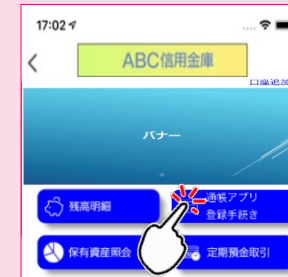 17:02
ABC信用金庫
口座追加
バナー
残高明細
通帳アプリ
登録手続き
保有資産照会
定期預金取引